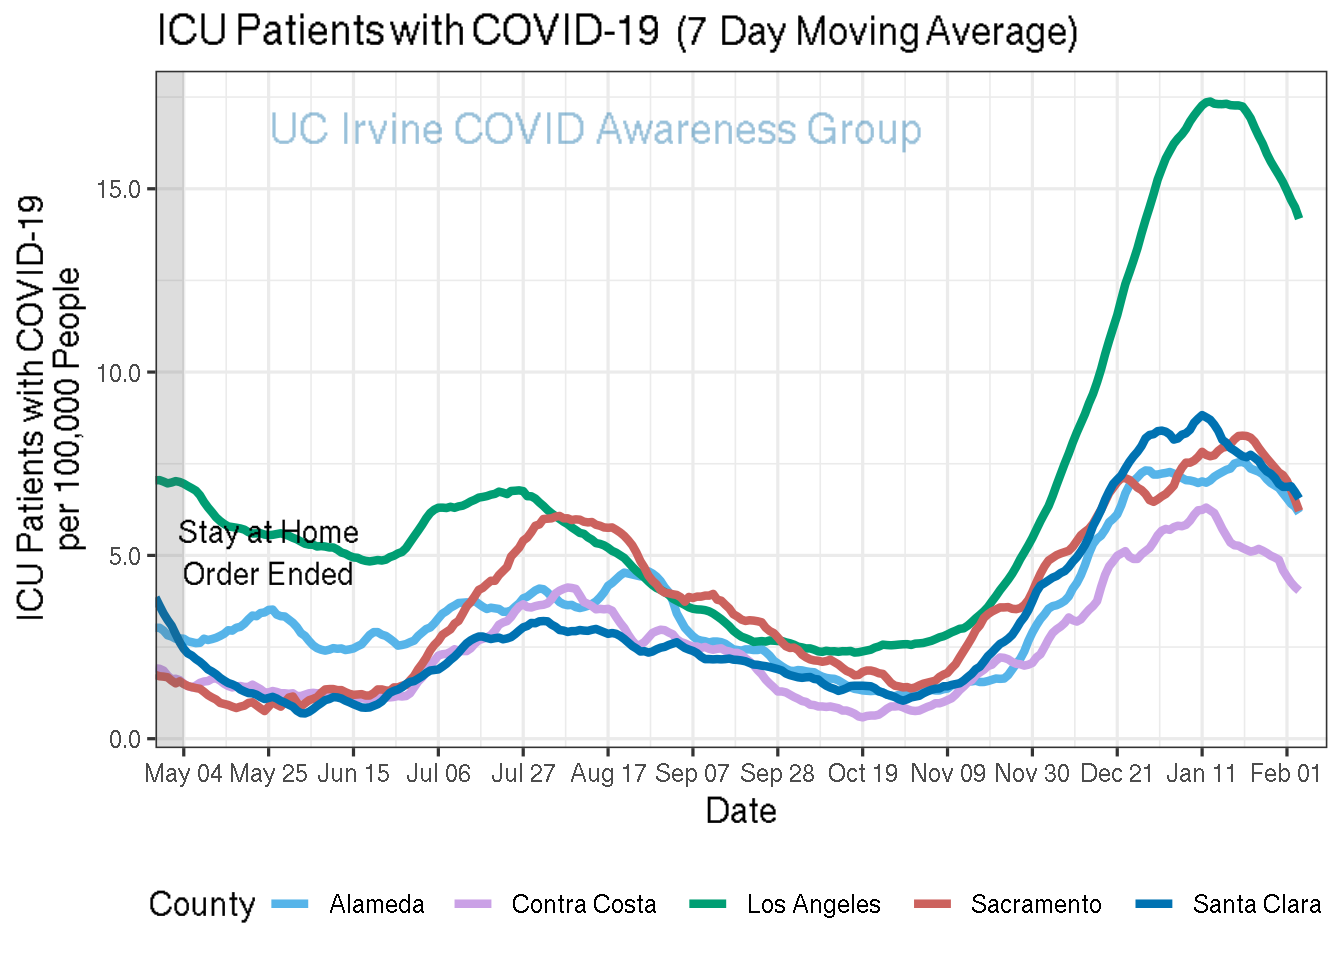 ICU Patients with COVID-19 (7 Day Moving Average)
UC Irvine COVID Awareness Group
ICU Patients with COVID-19
per 100,000 People
15.0
10.0
5.0
0.0
Stay at Home
Order Ended
May 04 May 25 Jun 15 Jul 06 Jul 27 Aug 17 Sep 07 Sep 28 Oct 19 Nov 09 Nov 30 Dec 21 Jan 11 Feb 01
Date
County Alameda Contra Costa Los Angeles Sacramento Santa Clara